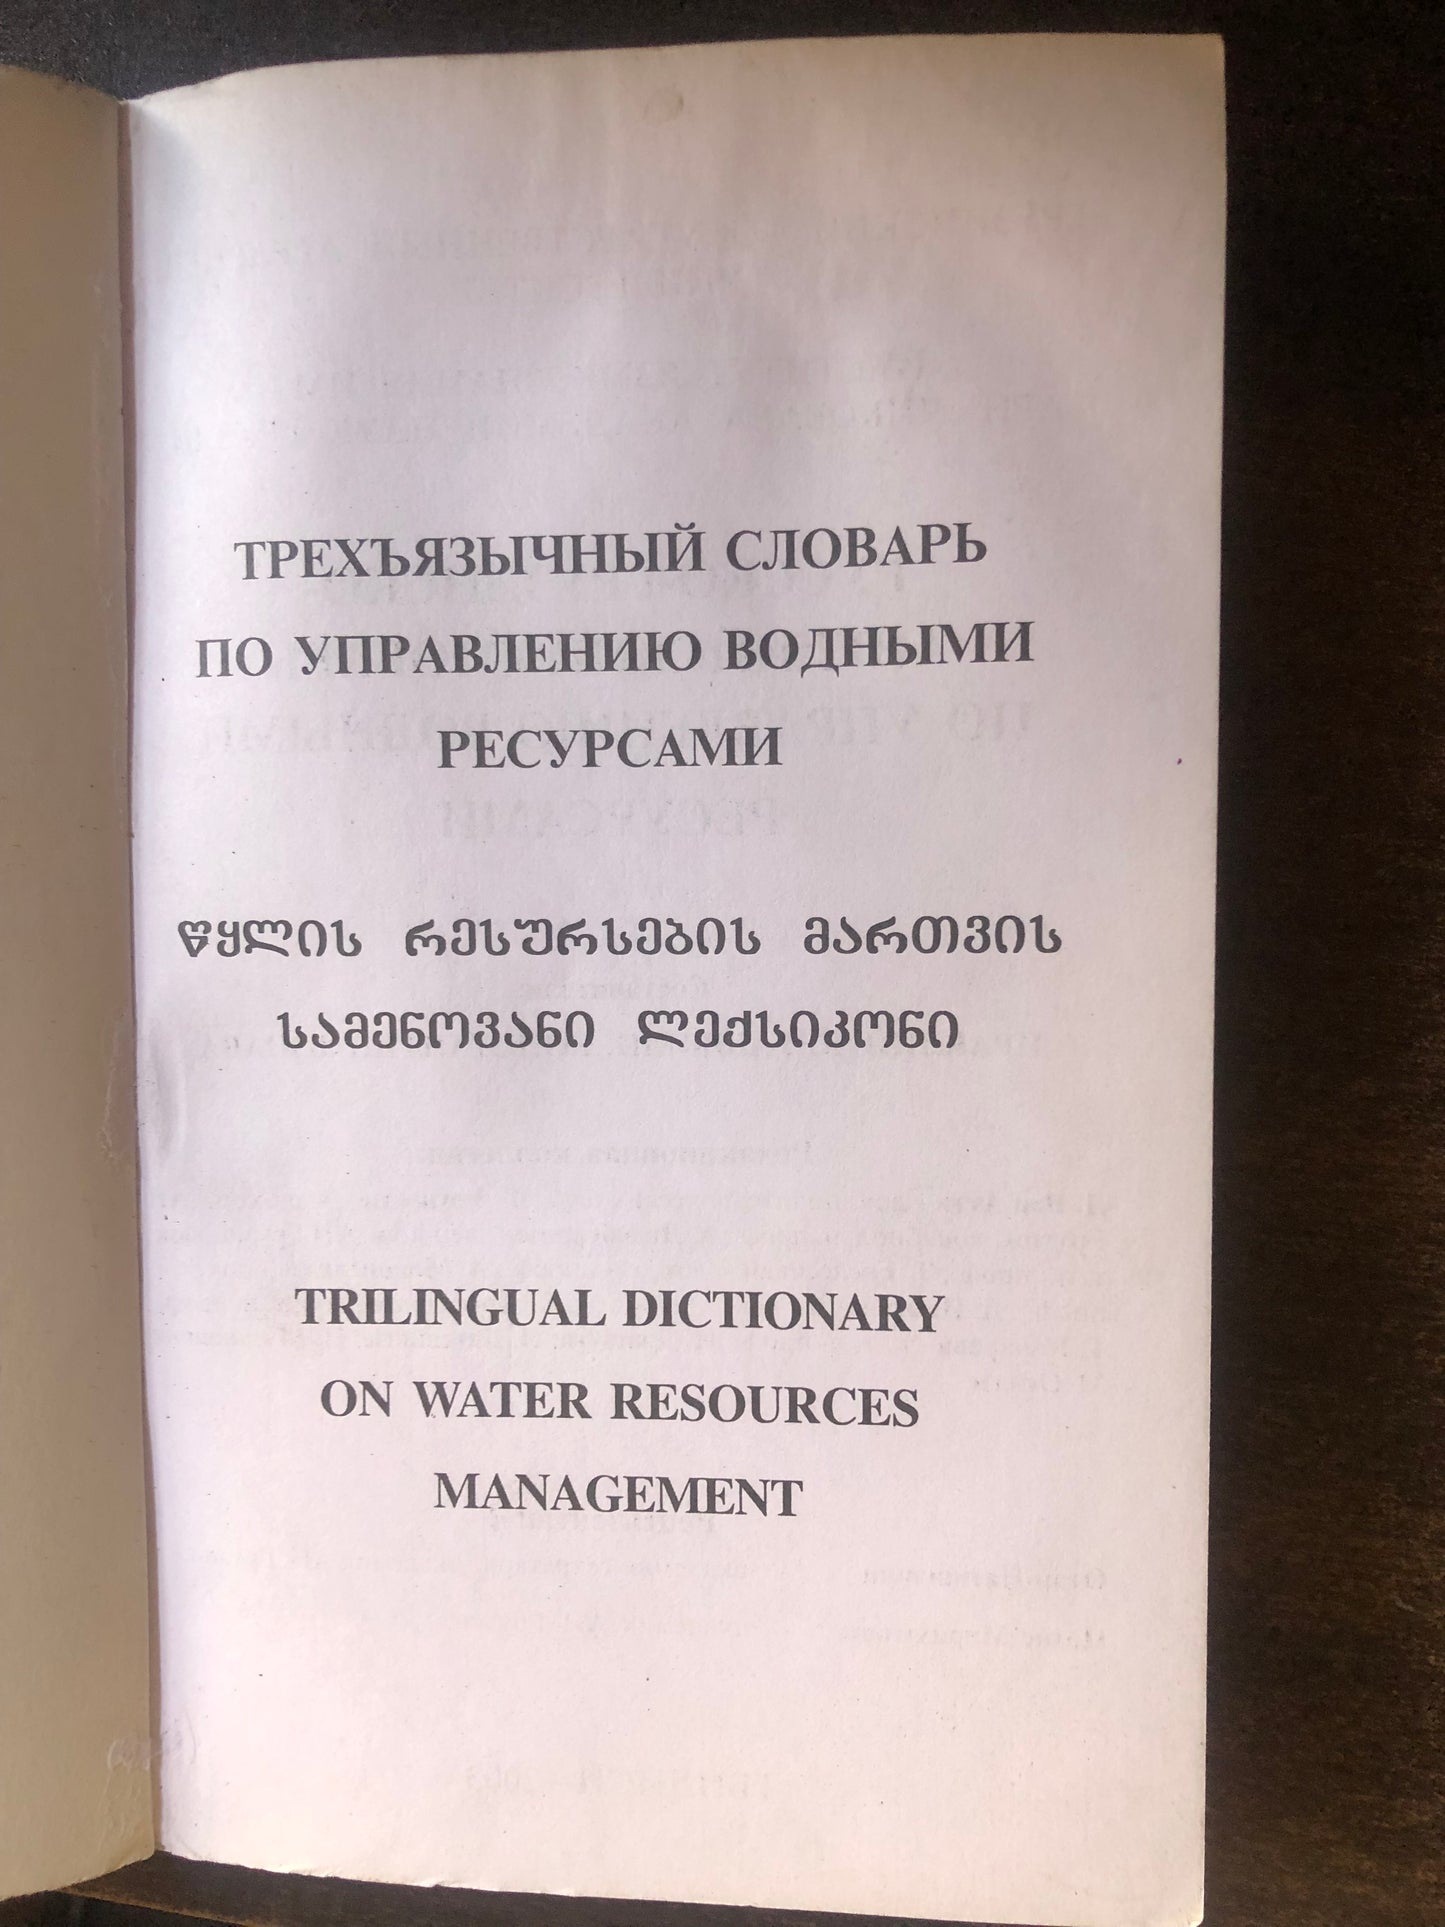 ТРЕХЪЯЗЫЧНЫЙ СЛОВАРЬ
ПО УПРАВЛЕНИЮ ВОДНЫМИ
РЕСУРСАМИ
წყლის რესურსების მართვის
სამენოვანი ლექსიკონი
TRILINGUAL DICTIONARY
ON WATER RESOURCES
MANAGEMENT